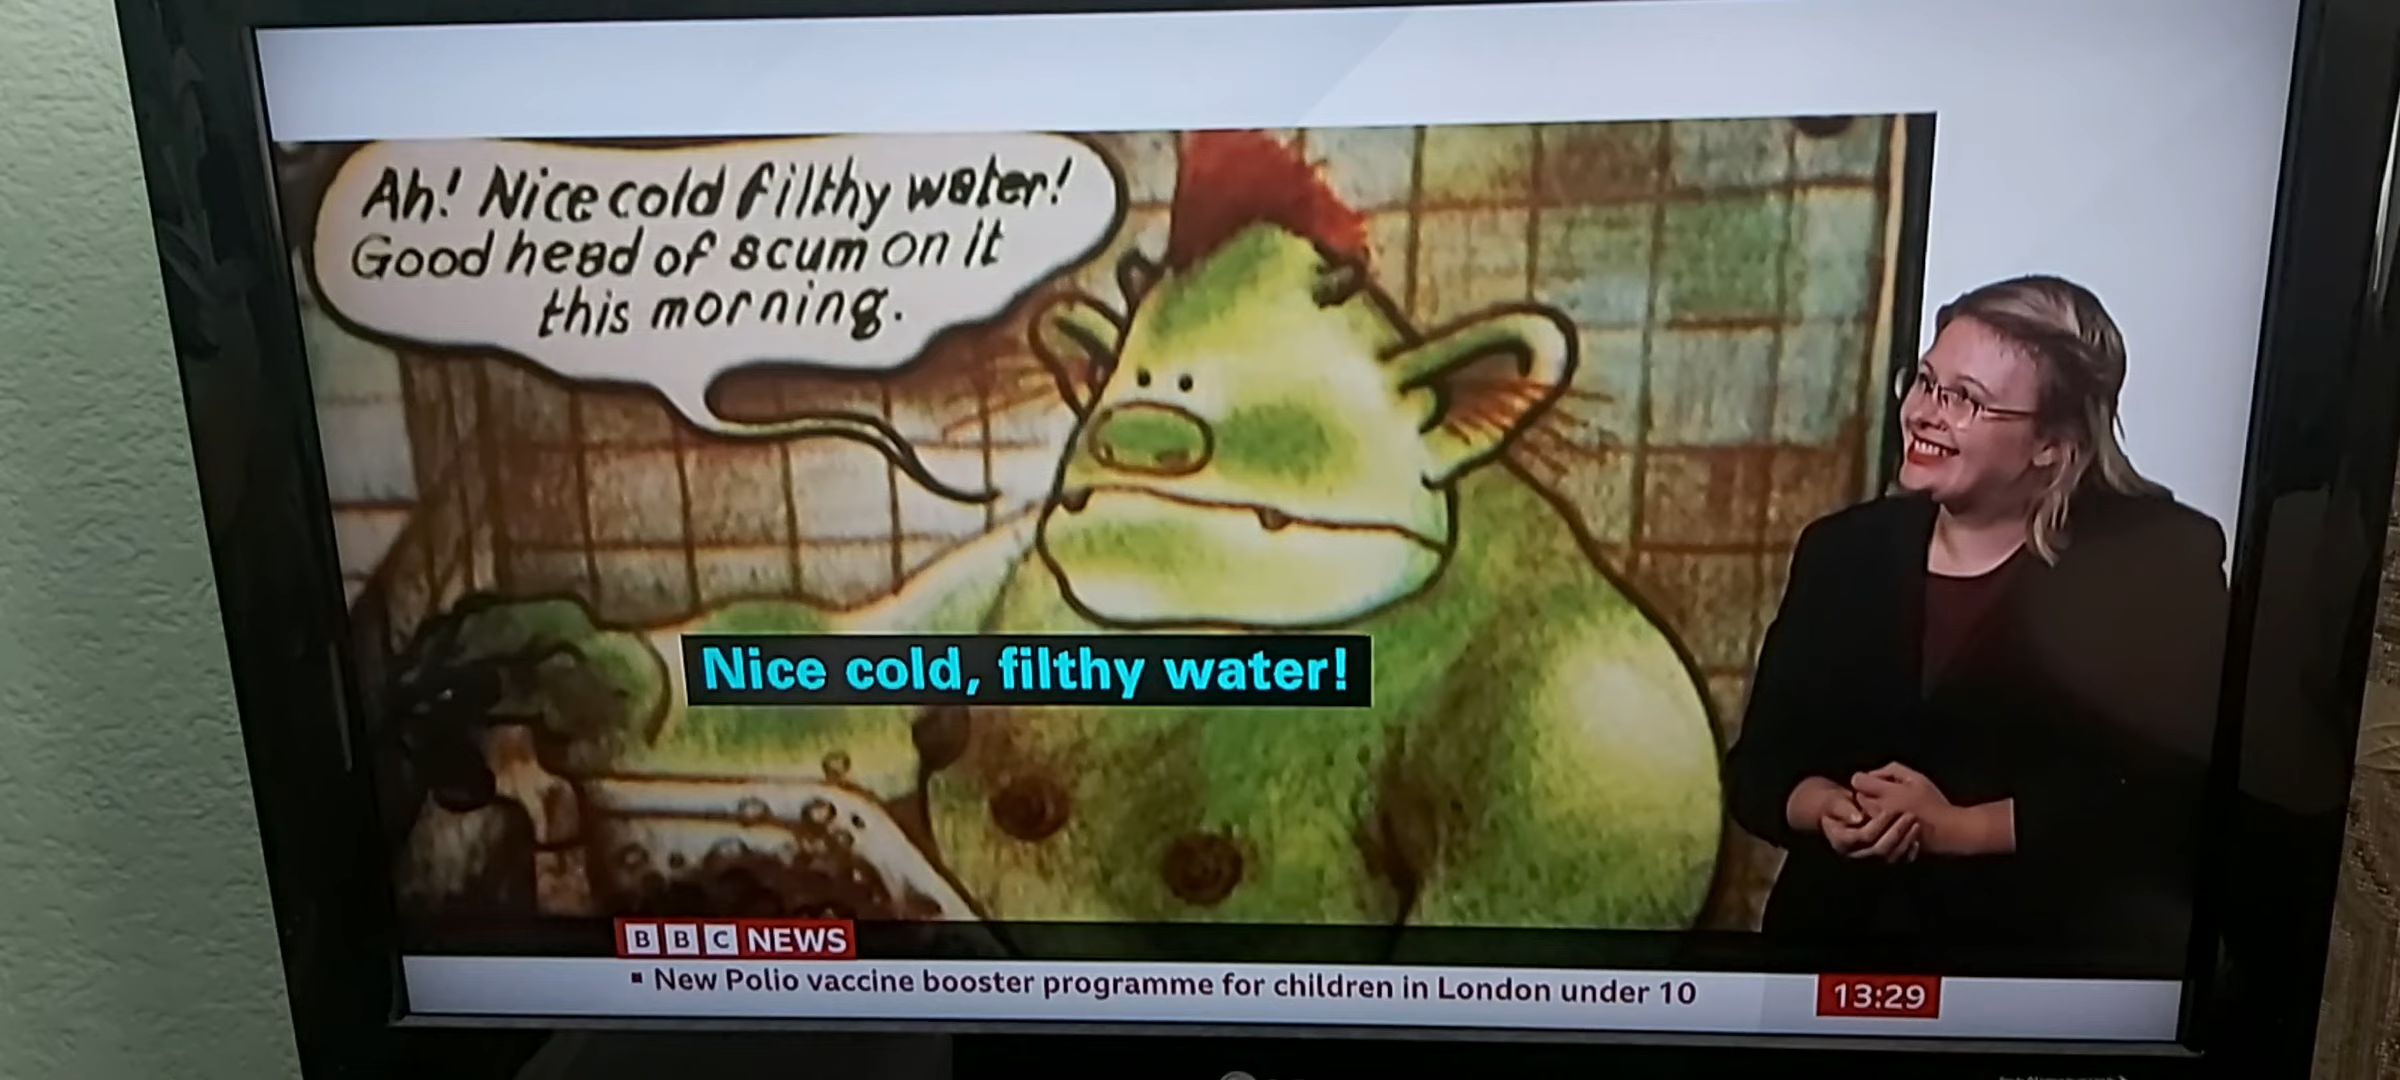 Ah! Nice cold filthy water!
Good head of scum on it
this morning.
Nice cold, filthy water!
BBC NEWS
New Polio vaccine booster programme for children in London under 10
13:29